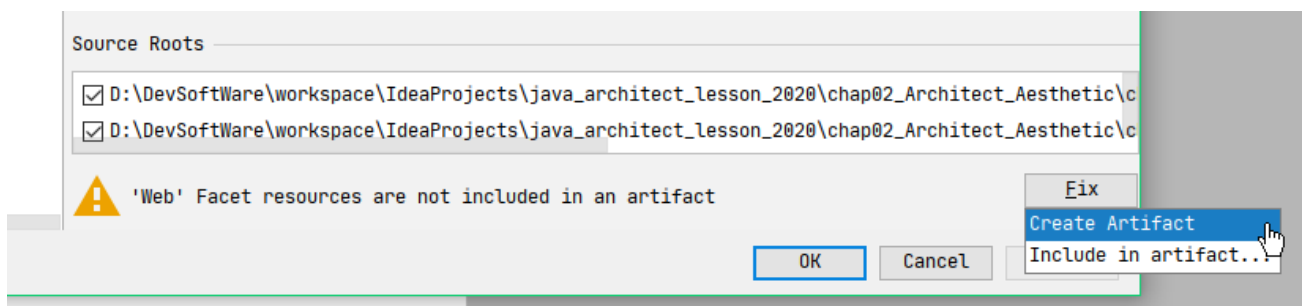 Source Roots
D:\DevSoftWare\workspace\IdeaProjects\java_architect_lesson_2020\chap02_Architect_Aesthetic\c
D:\DevSoftWare\workspace\IdeaProjects\java_architect_lesson_2020\chap02_Architect_Aesthetic\c
'Web' Facet resources are not included in an artifact
Fix
Create Artifact
Include in artifact...
OK
Cancel